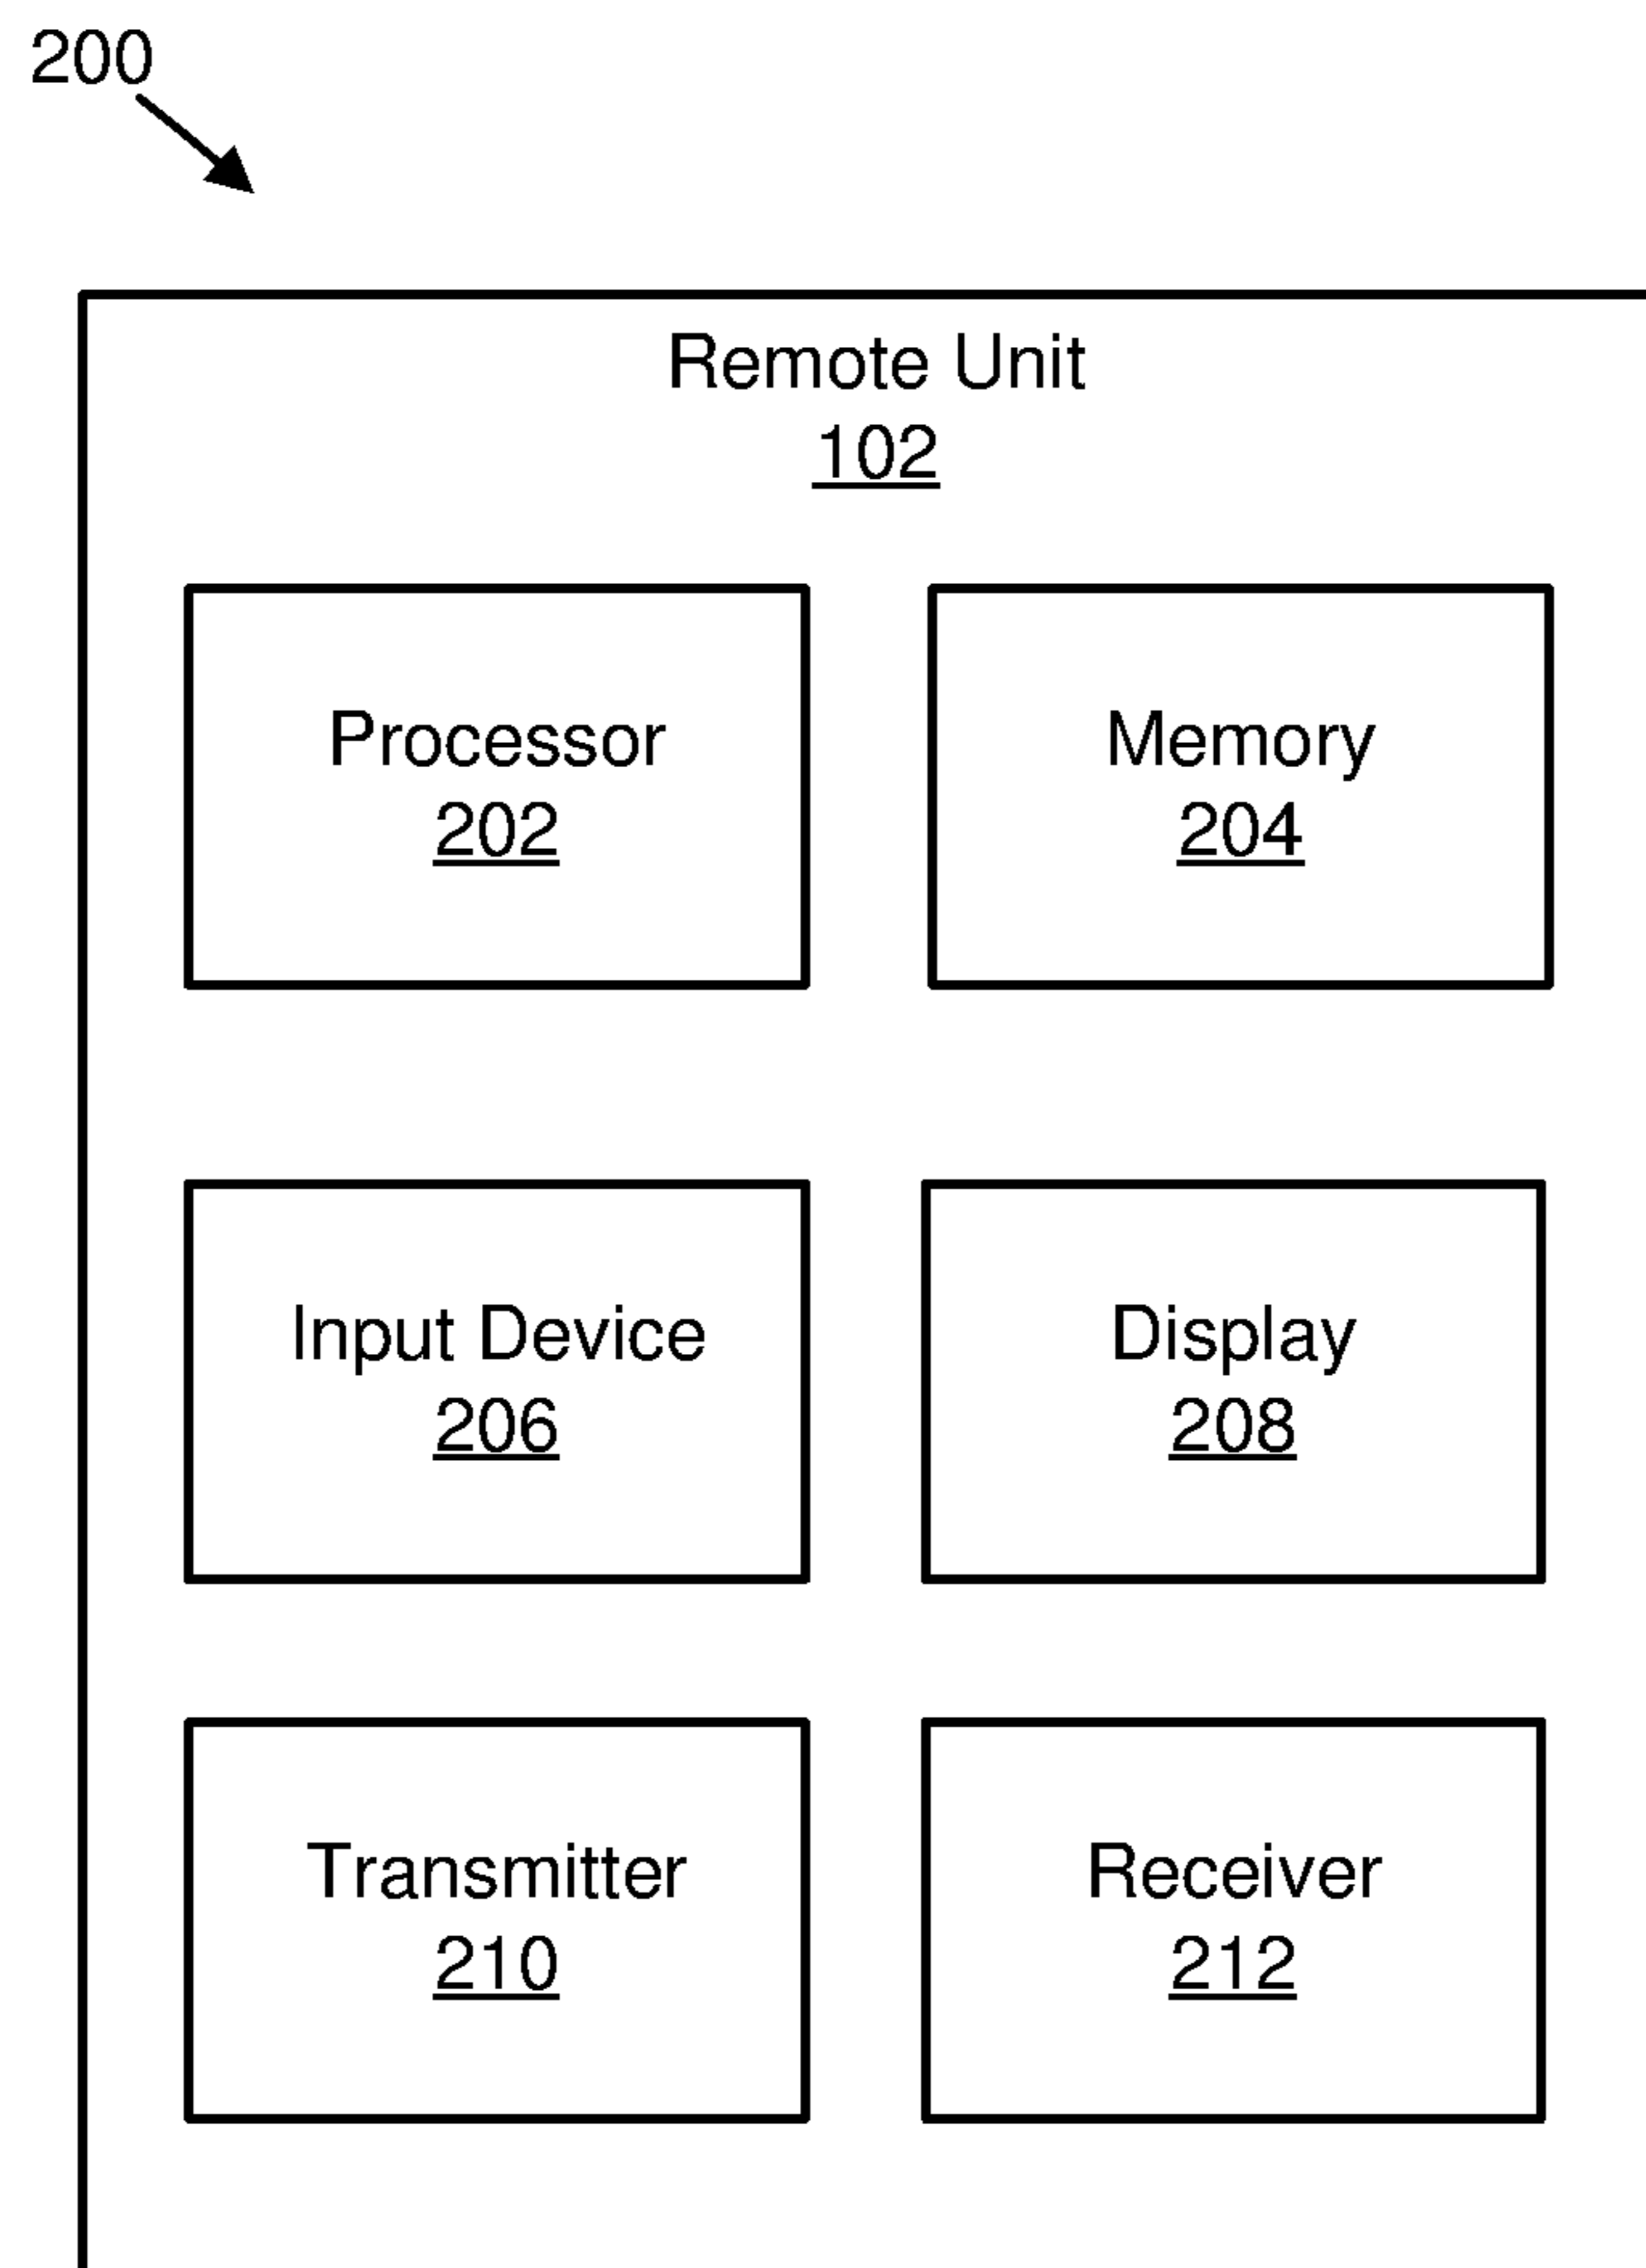 200
Remote Unit
102
Processor
202
Memory
204
Input Device
206
Display
208
Transmitter
210
Receiver
212